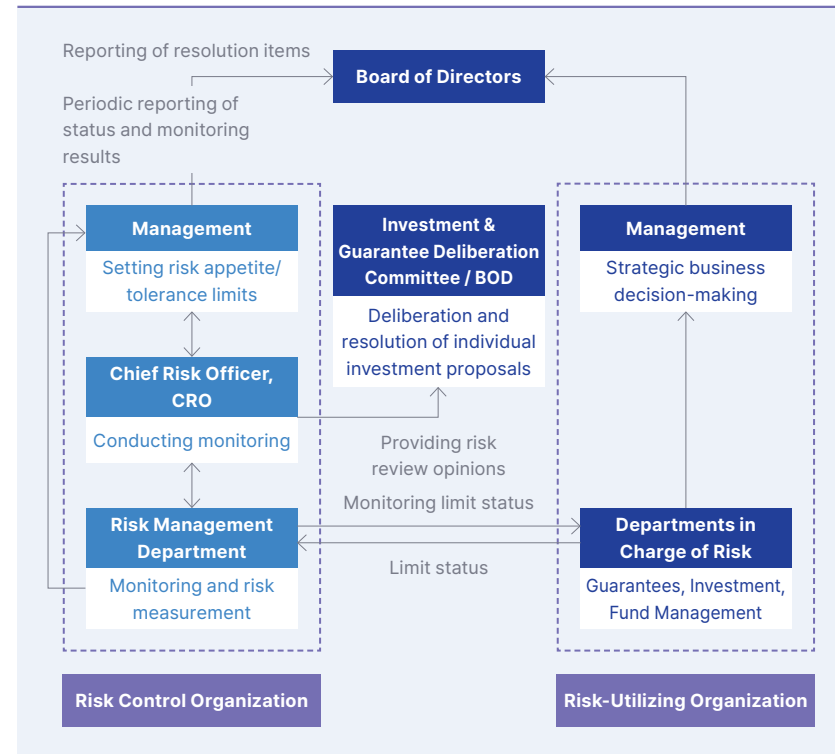 Reporting of resolution items
Board of Directors
Periodic reporting of
status and monitoring
results
Management
Setting risk appetite/
tolerance limits
Investment &
Guarantee Deliberation
Committee / BOD
Deliberation and
resolution of individual
investment proposals
Management
Strategic business
decision-making
Chief Risk Officer,
CRO
Conducting monitoring
Providing risk
review opinions
Monitoring limit status
Risk Management
Department
Monitoring and risk
measurement
Limit status
Departments in
Charge of Risk
Guarantees, Investment,
Fund Management
Risk Control Organization
Risk-Utilizing Organization